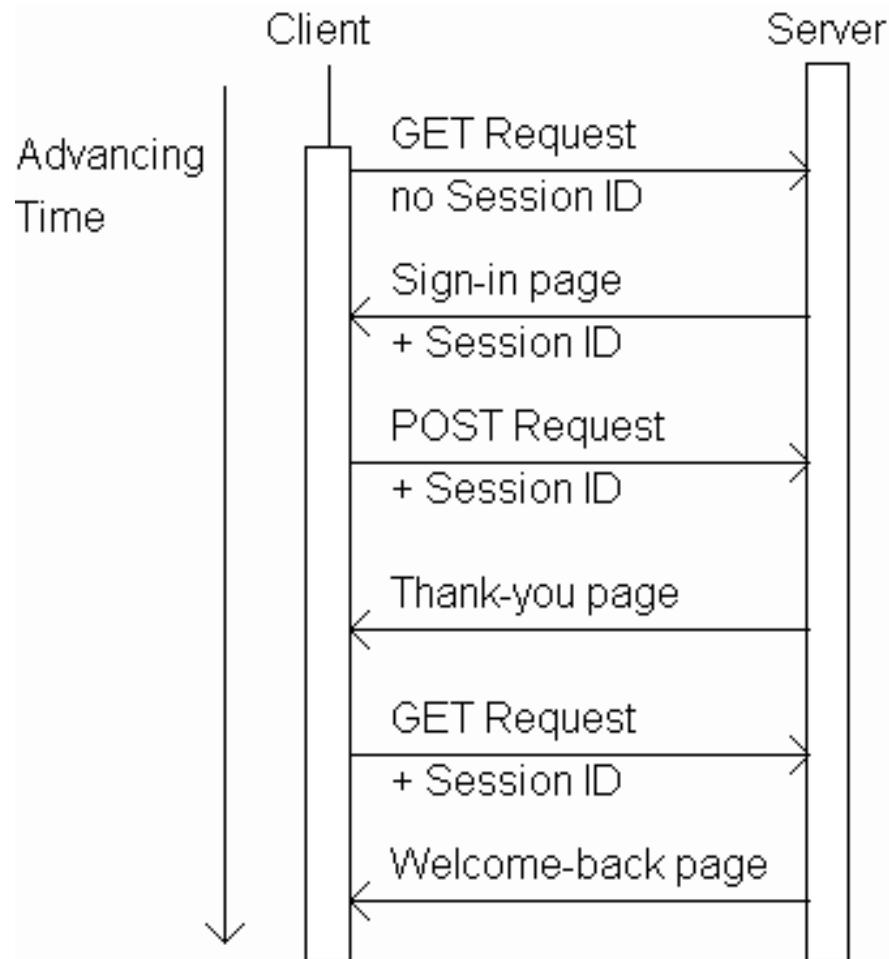 Client
Server
Advancing
Time
GET Request
no Session ID
Sign-in page
+ Session ID
POST Request
+ Session ID
Thank-you page
GET Request
+ Session ID
Welcome-back page